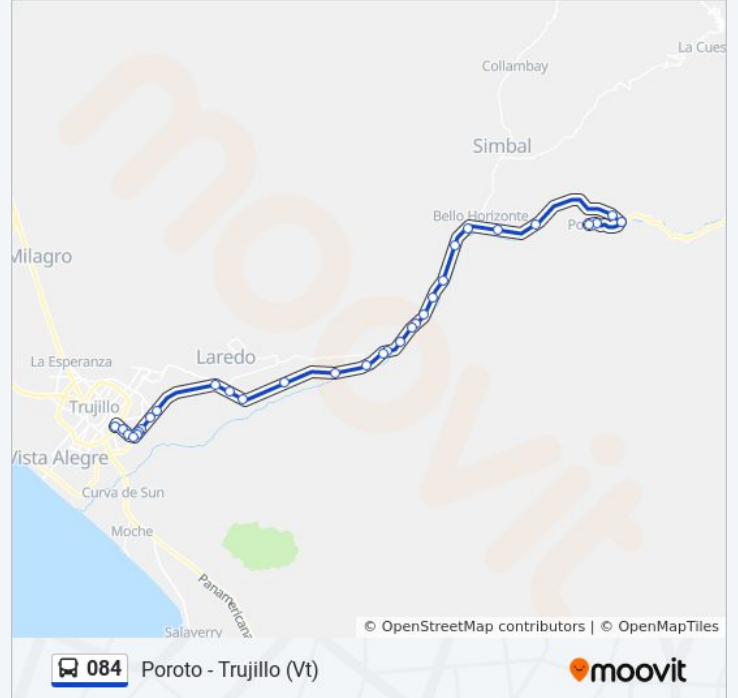 La Cues
Collambay
Simbal
Bello Horizonte
Po
Milagro
Laredo
La Esperanza
Trujillo
Vista Alegre
Curva de Sun
Moche
Panamericana
Salaverry
moovit
© OpenStreetMap contributors | © OpenMapTiles
084 Poroto - Trujillo (Vt)
moovit